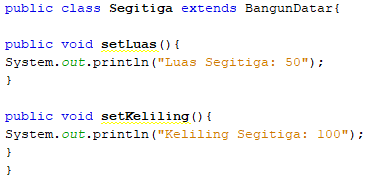 public class Segitiga extends BangunDatar{
public void setLuas(){
System.out.println("Luas Segitiga: 50");
}
public void setKeliling(){
System.out.println("Keliling Segitiga: 100");
}
}